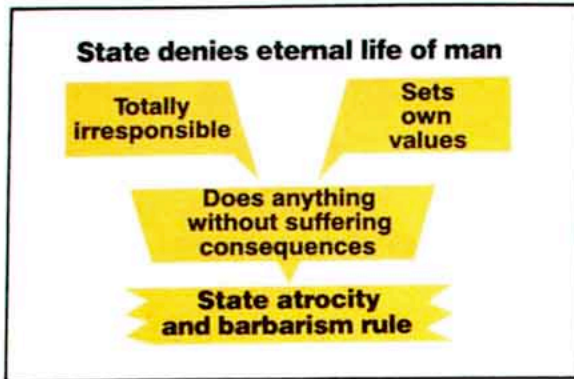 State denies eternal life of man
Totally
irresponsible
Sets
own
values
Does anything
without suffering
consequences
State atrocity
and barbarism rule